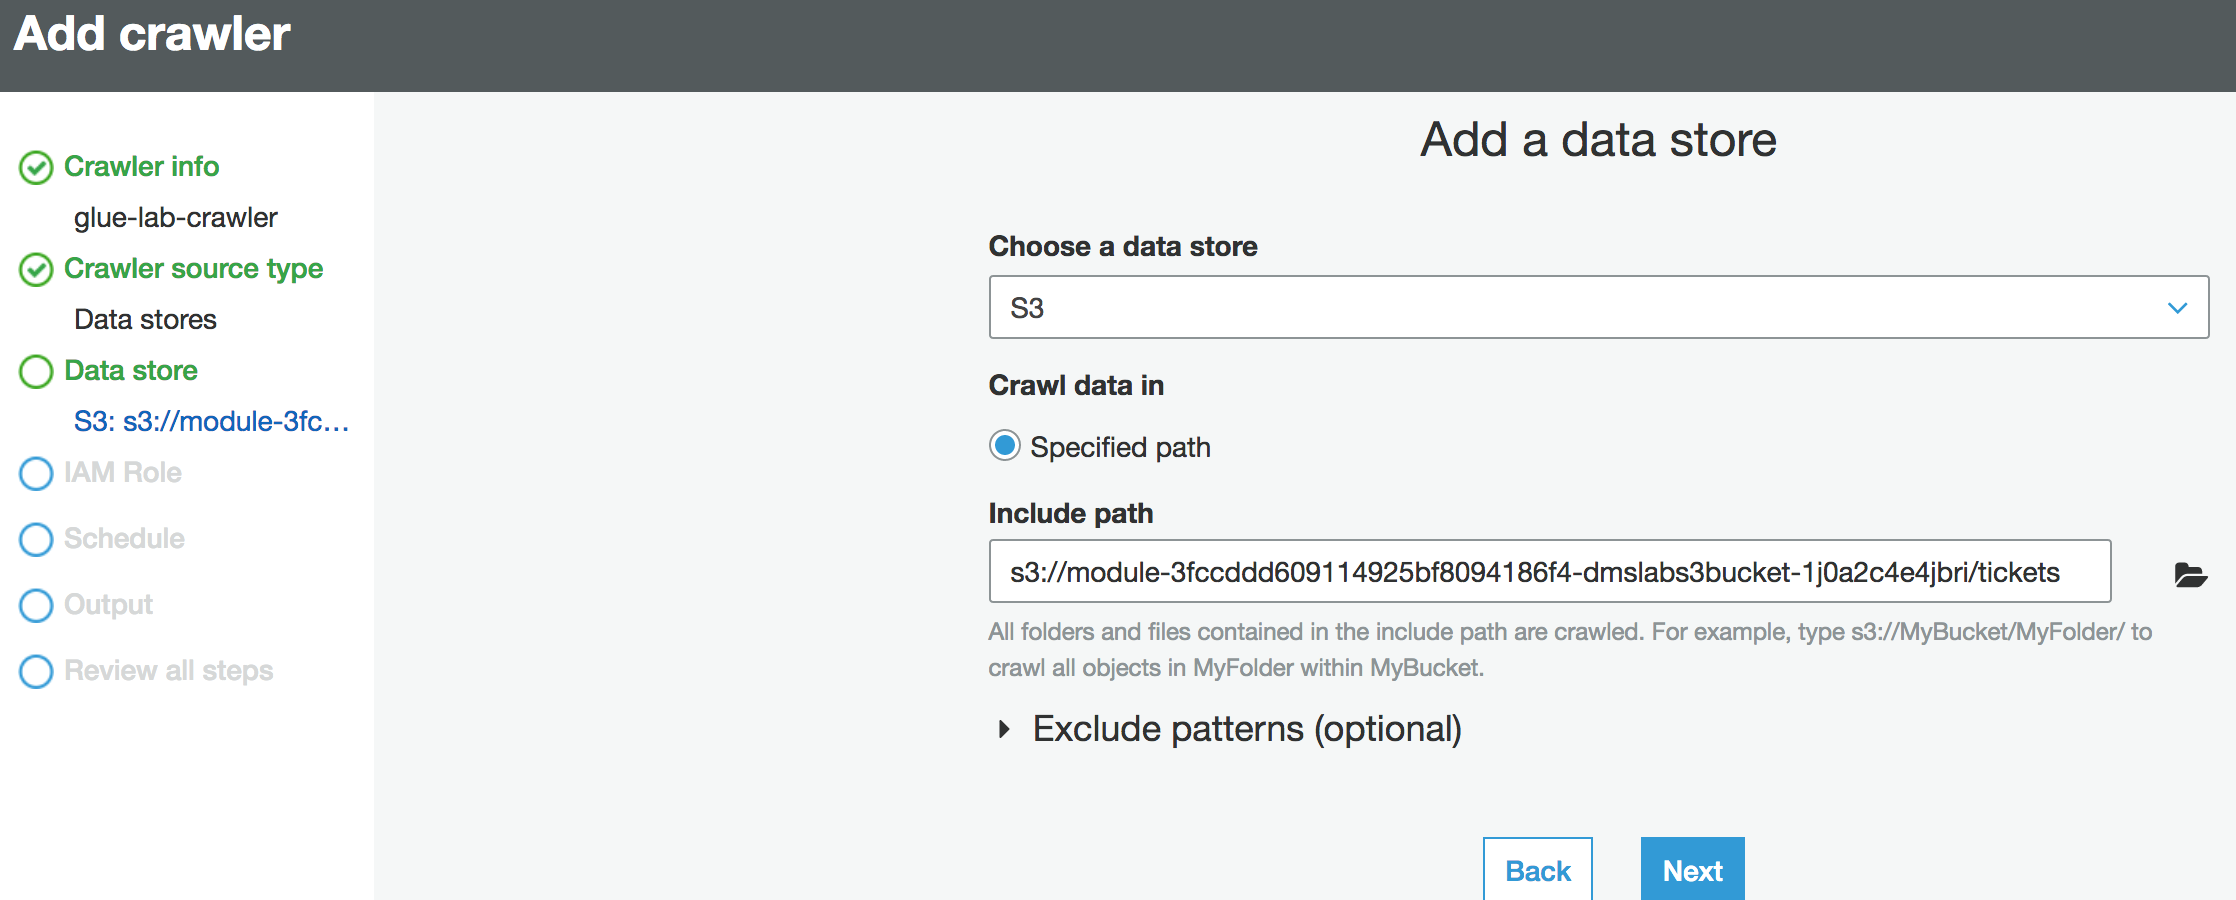 Add crawler
Crawler info
glue-lab-crawler
Crawler source type
Data stores
Data store
S3: s3://module-3fc...
IAM Role
Schedule
Output
Review all steps
Add a data store
Choose a data store
S3
Crawl data in
Specified path
Include path
s3://module-3fccddd609114925bf8094186f4-dmslabs3bucket-1j0a2c4e4jbri/tickets
All folders and files contained in the include path are crawled. For example, type s3://MyBucket/MyFolder/ to
crawl all objects in MyFolder within MyBucket.
Exclude patterns (optional)
Back
Next